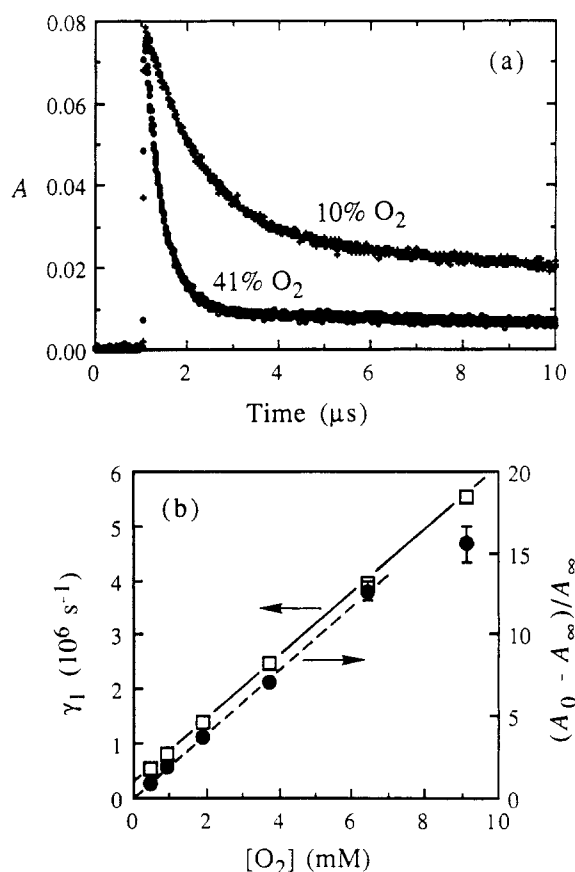 0.08
(a)
0.06
A
0.04
10% O₂
0.02
41% O₂
0.00
0 2 4 6 8 10
Time (μs)
6 20
(b)
5
15
4
γ₁ (10⁶ s⁻¹)
3 10
(A₀ - A∞)/A∞
2
5
1
0 0
0 2 4 6 8 10
[O₂] (mM)